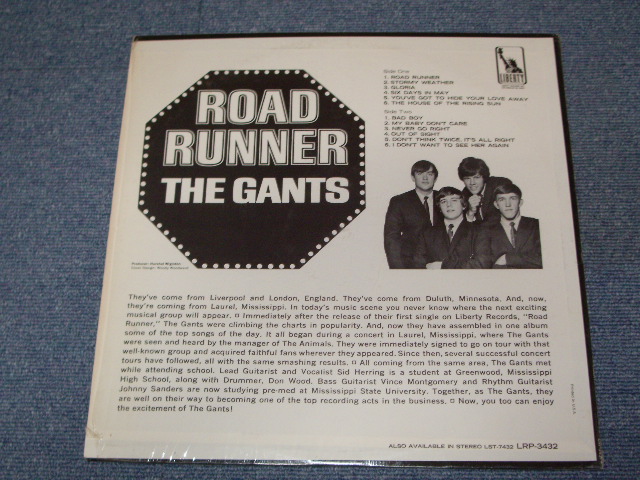 ROAD
RUNNER
THE GANTS
Side One
1. ROAD RUNNER
2. STORMY WEATHER
3. GLORIA
4. SIX DAYS IN MAY
5. YOU'VE GOT TO HIDE YOUR LOVE AWAY
6. THE HOUSE OF THE RISING SUN
Side Two
1. BAD BOY
2. MY BABY DON'T CARE
3. NEVER GO RIGHT
4. OUT OF SIGHT
5. DON'T THINK TWICE, IT'S ALL RIGHT
6. I DON'T WANT TO SEE HER AGAIN
LIBERTY
They've come from Liverpool and London, England. They've come from Duluth, Minnesota. And, now,
they're coming from Laurel, Mississippi. In today's music scene you never know where the next exciting
musical group will appear. □ Immediately after the release of their first single on Liberty Records, "Road
Runner," The Gants were climbing the charts in popularity. And, now they have assembled in one album
some of the top songs of the day. It all began during a concert in Laurel, Mississippi, where The Gants
were seen and heard by the manager of The Animals. They were immediately signed to go on tour with that
well-known group and acquired faithful fans wherever they appeared. Since then, several successful concert
tours have followed, all with the same smashing results. □ All coming from the same area, The Gants met
while attending school. Lead Guitarist and Vocalist Sid Herring is a student at Greenwood, Mississippi
High School, along with Drummer, Don Wood. Bass Guitarist Vince Montgomery and Rhythm Guitarist
Johnny Sanders are now studying pre-med at Mississippi State University. Together, as The Gants, they
are well on their way to becoming one of the top recording acts in the business. □ Now, you too can enjoy
the excitement of The Gants!
ALSO AVAILABLE IN STEREO LST-7432 LRP-3432